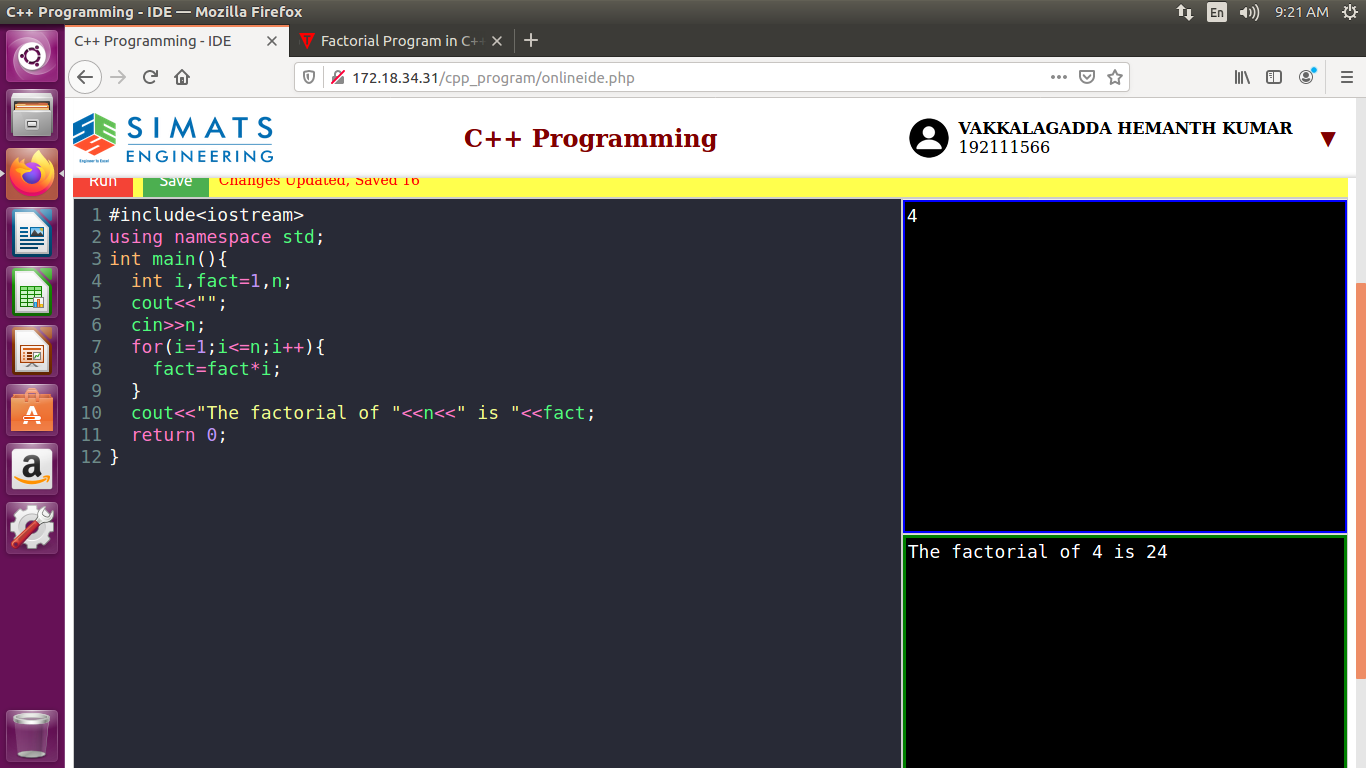 C++ Programming - IDE — Mozilla Firefox
En
9:21 AM
C++ Programming - IDE
Factorial Program in C++
172.18.34.31/cpp_program/onlineide.php
SIMATS
ENGINEERING
Engineer to Excel
C++ Programming
VAKKALAGADDA HEMANTH KUMAR
192111566
Run
Save
Changes Updated, Saved 16
1 #include<iostream>
2 using namespace std;
3 int main(){
4   int i,fact=1,n;
5   cout<<"";
6   cin>>n;
7   for(i=1;i<=n;i++){
8     fact=fact*i;
9   }
10   cout<<"The factorial of "<<n<<" is "<<fact;
11   return 0;
12 }
4
The factorial of 4 is 24